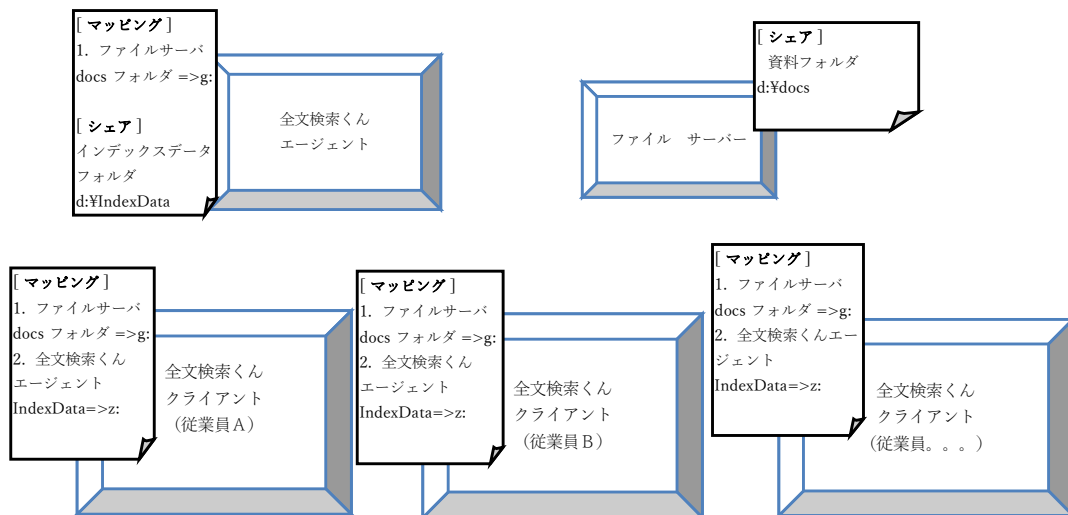 [ マッピング ]
1. ファイルサーバ
docs フォルダ =>g:
[ シェア ]
インデックスデータ
フォルダ
d:¥IndexData
全文検索くん
エージェント
[ シェア ]
資料フォルダ
d:¥docs
ファイル　サーバー
[ マッピング ]
1. ファイルサーバ
docs フォルダ =>g:
2. 全文検索くん
エージェント
IndexData=>z:
全文検索くん
クライアント
（従業員Ａ）
[ マッピング ]
1. ファイルサーバ
docs フォルダ =>g:
2. 全文検索くん
エージェント
IndexData=>z:
全文検索くん
クライアント
（従業員Ｂ）
[ マッピング ]
1. ファイルサーバ
docs フォルダ =>g:
2. 全文検索くんエー
ジェント
IndexData=>z:
全文検索くん
クライアント
（従業員。。。）